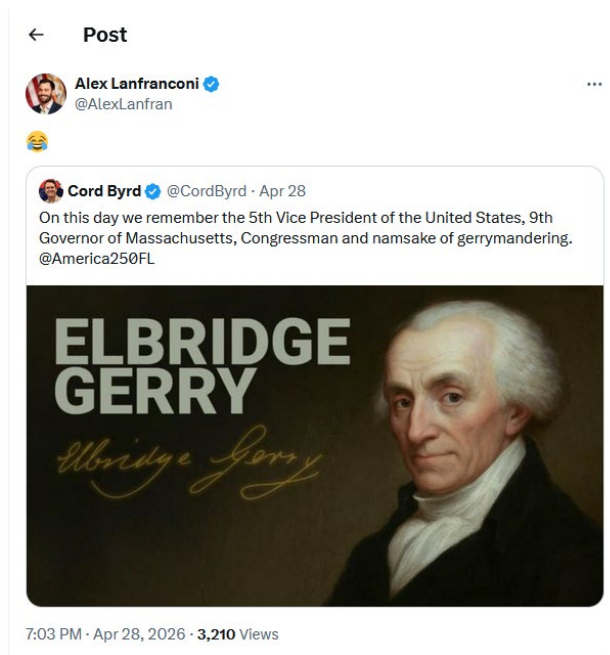 Post
Alex Lanfranconi
@AlexLanfran
😂
Cord Byrd @CordByrd · Apr 28
On this day we remember the 5th Vice President of the United States, 9th
Governor of Massachusetts, Congressman and namsake of gerrymandering.
@America250FL
ELBRIDGE
GERRY
Elbridge Gerry
7:03 PM · Apr 28, 2026 · 3,210 Views